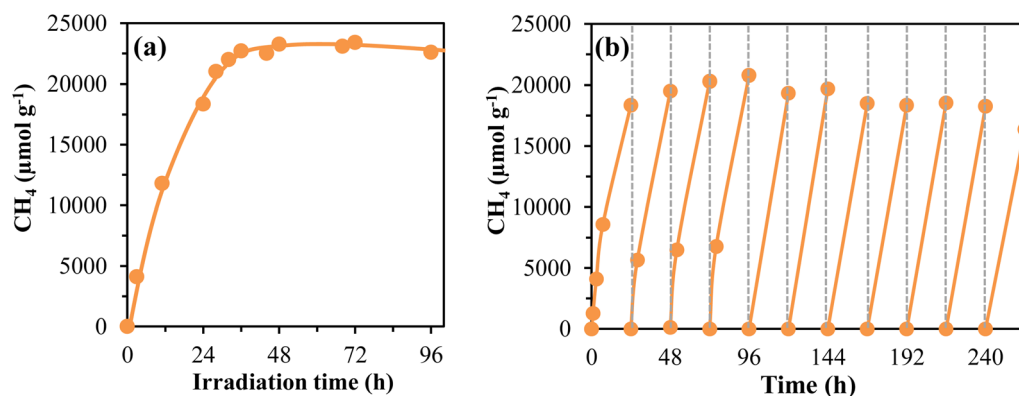 (a)
CH₄ (µmol g⁻¹)
25000
20000
15000
10000
5000
0
0 24 48 72 96
Irradiation time (h)
(b)
CH₄ (µmol g⁻¹)
25000
20000
15000
10000
5000
0
0 48 96 144 192 240
Time (h)